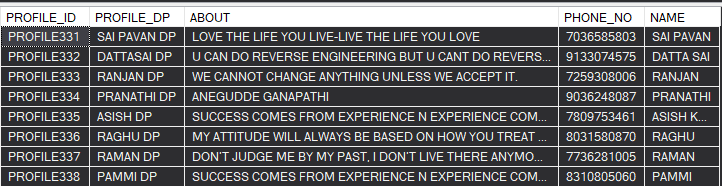 PROFILE_ID PROFILE_DP ABOUT PHONE_NO NAME
PROFILE331 SAI PAVAN DP LOVE THE LIFE YOU LIVE-LIVE THE LIFE YOU LOVE 7036585803 SAI PAVAN
PROFILE332 DATTASAI DP U CAN DO REVERSE ENGINEERING BUT U CANT DO REVERS... 9133074575 DATTA SAI
PROFILE333 RANJAN DP WE CANNOT CHANGE ANYTHING UNLESS WE ACCEPT IT. 7259308006 RANJAN
PROFILE334 PRANATHI DP ANEGUDDE GANAPATHI 9036248087 PRANATHI
PROFILE335 ASISH DP SUCCESS COMES FROM EXPERIENCE N EXPERIENCE COM... 7809753461 ASISH K...
PROFILE336 RAGHU DP MY ATTITUDE WILL ALWAYS BE BASED ON HOW YOU TREAT ... 8031580870 RAGHU
PROFILE337 RAMAN DP DON'T JUDGE ME BY MY PAST, I DON'T LIVE THERE ANYMO... 7736281005 RAMAN
PROFILE338 PAMMI DP SUCCESS COMES FROM EXPERIENCE N EXPERIENCE COM... 8310805060 PAMMI